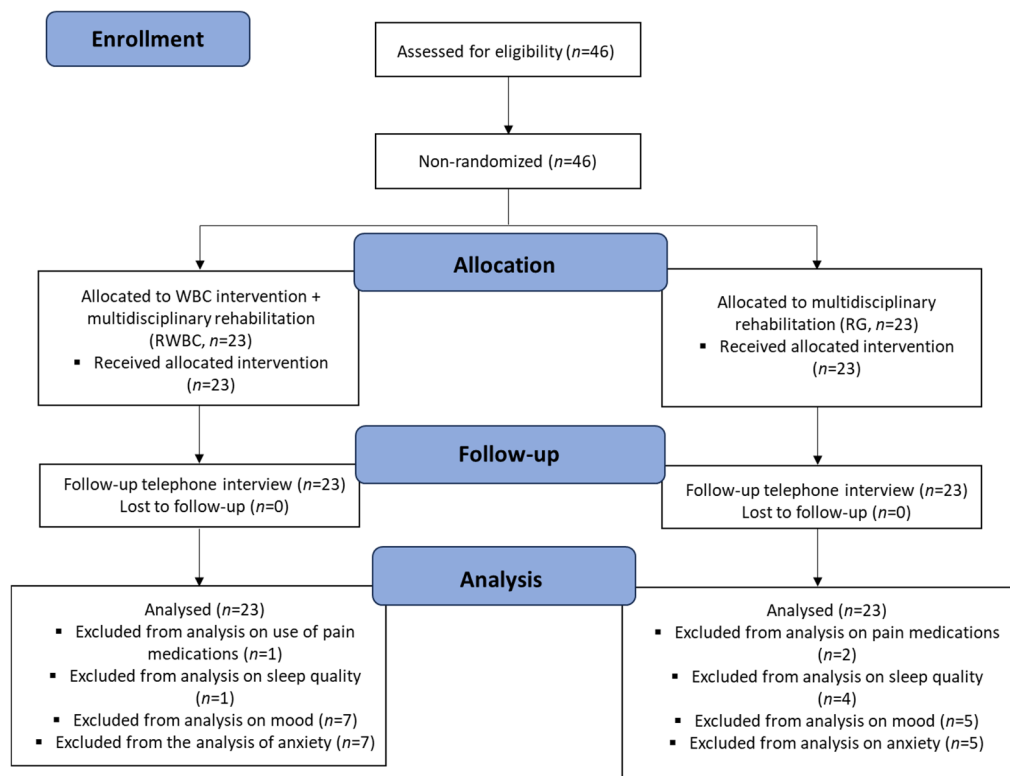 Enrollment
Assessed for eligibility (n=46)
Non-randomized (n=46)
Allocation
Allocated to WBC intervention +
multidisciplinary rehabilitation
(RWBC, n=23)
▪ Received allocated intervention
(n=23)
Allocated to multidisciplinary
rehabilitation (RG, n=23)
▪ Received allocated intervention
(n=23)
Follow-up
Follow-up telephone interview (n=23)
Lost to follow-up (n=0)
Follow-up telephone interview (n=23)
Lost to follow-up (n=0)
Analysis
Analysed (n=23)
▪ Excluded from analysis on use of pain
medications (n=1)
▪ Excluded from analysis on sleep quality
(n=1)
▪ Excluded from analysis on mood (n=7)
▪ Excluded from the analysis of anxiety (n=7)
Analysed (n=23)
▪ Excluded from analysis on pain medications
(n=2)
▪ Excluded from analysis on sleep quality
(n=4)
▪ Excluded from analysis on mood (n=5)
▪ Excluded from analysis on anxiety (n=5)